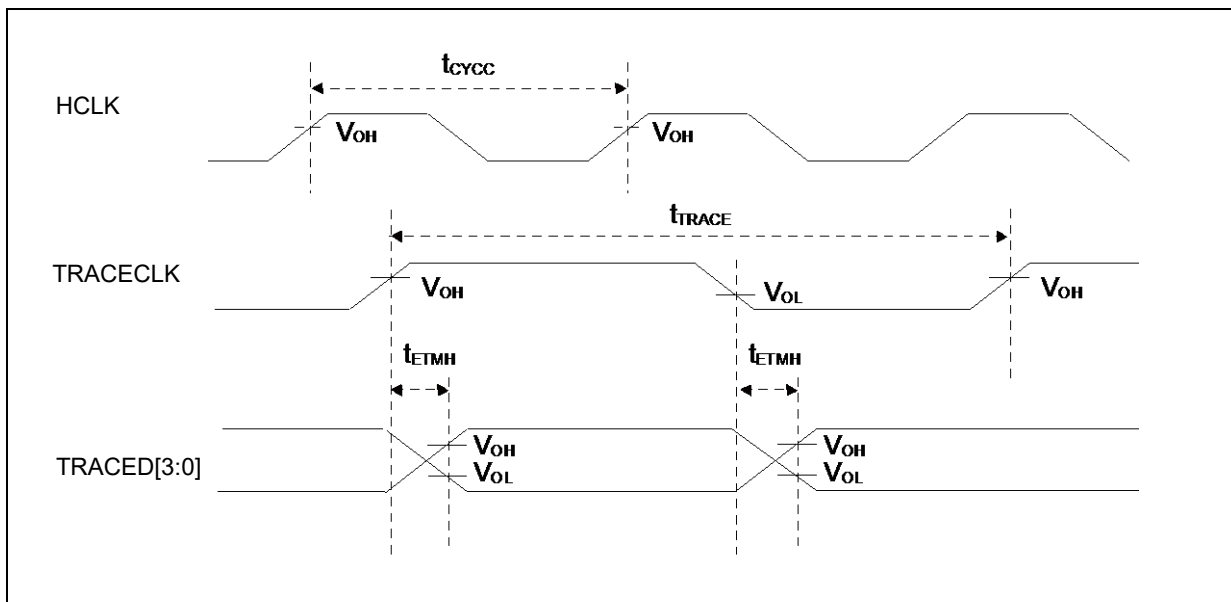 tCYCC
HCLK
VOH
VOH
tTRACE
TRACECLK
VOH
VOL
VOH
tETMH
tETMH
TRACED[3:0]
VOH
VOH
VOL
VOL